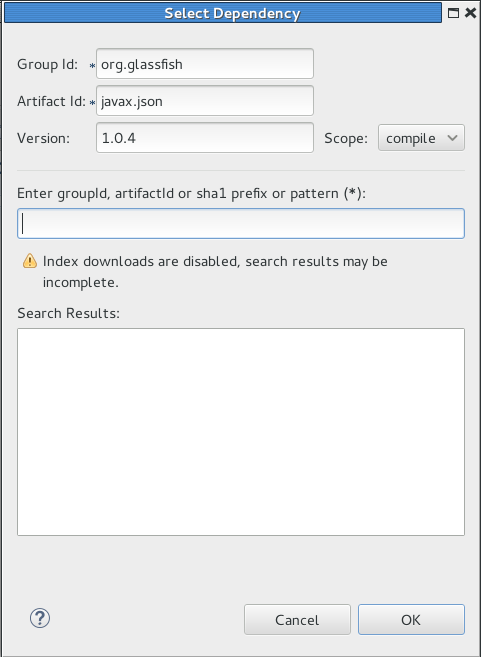 Select Dependency
Group Id: * org.glassfish
Artifact Id: * javax.json
Version: 1.0.4 Scope: compile
Enter groupId, artifactId or sha1 prefix or pattern (*):
Index downloads are disabled, search results may be
incomplete.
Search Results:
? Cancel OK